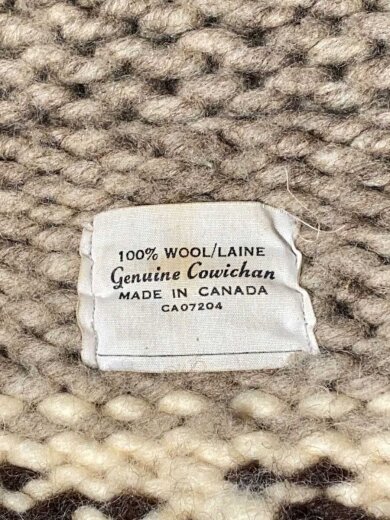 100% WOOL/LAINE
Genuine Cowichan
MADE IN CANADA
CA07204